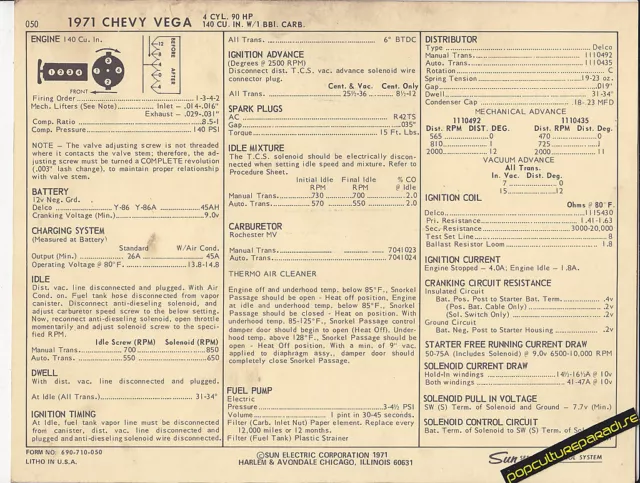 050
1971 CHEVY VEGA
4 CYL. 90 HP
140 CU. IN. W/1 BBl. CARB.
ENGINE 140 Cu. In.
BEFORE
AFTER
1 2 3 4
FRONT
Firing Order 1-3-4-2
Mech. Lifters (See Note) Inlet - .014-.016"
Exhaust - .029-.031"
Comp. Ratio 8.5-1
Comp. Pressure 140 PSI
NOTE - The valve adjusting screw is not threaded
where it contacts the valve stem; therefore, the ad-
justing screw must be turned a COMPLETE revolution
(.003" lash change), to maintain proper relationship
with valve stem.
BATTERY
12v Neg. Grd.
Delco Y-86 Y-86A 45AH
Cranking Voltage (Min.) 9.0v
CHARGING SYSTEM
(Measured at Battery)
Standard W/Air Cond.
Output (Min.) 26A 45A
Operating Voltage @ 80°F. 13.8-14.8
IDLE
Dist. vac. line disconnected and plugged. With Air
Cond. on. Fuel tank hose disconnected from vapor
canister. Disconnect anti-dieseling solenoid, and
adjust carburetor speed screw to the below setting.
Now, reconnect anti-dieseling solenoid, open throttle
momentarily and adjust solenoid screw to the speci-
fied RPM.
Idle Screw (RPM) Solenoid (RPM)
Manual Trans. 700 850
Auto. Trans. 550 650
DWELL
With dist. vac. line disconnected and plugged.
At Idle (All Trans.) 31-34°
IGNITION TIMING
At Idle, fuel tank vapor line must be disconnected
from canister, dist. vac. line disconnected and
plugged and anti-dieseling solenoid wire disconnected.
All Trans. 6° BTDC
IGNITION ADVANCE
(Degrees @ 2500 RPM)
Disconnect dist. T.C.S. vac. advance solenoid wire
connector plug.
Cent. & Vac. Cent. Only
All Trans. 25½-36 8½-12
SPARK PLUGS
AC R42TS
Gap .035"
Torque 15 Ft. Lbs.
IDLE MIXTURE
The T.C.S. solenoid should be electrically discon-
nected when setting idle speed and mixture. Refer to
Procedure Sheet.
Initial Idle Final Idle % CO
RPM RPM @ Idle
Manual Trans. 730 700 2.0
Auto. Trans. 570 550 2.0
CARBURETOR
Rochester MV
Manual Trans. 7041023
Auto. Trans. 7041024
THERMO AIR CLEANER
Engine off and underhood temp. below 85°F., Snorkel
Passage should be open - Heat off position, Engine
at idle and underhood temp. below 85°F., Snorkel
Passage should be closed - Heat on position. With
underhood temp. 85-125°F., Snorkel Passage control
damper door should begin to open (Heat Off). Under-
hood temp. above 128°F., Snorkel Passage should be
open - Heat Off position. With a min. of 9" vac.
applied to diaphragm assy., damper door should
completely close Snorkel Passage.
FUEL PUMP
Electric
Pressure 3-4½ PSI
Volume 1 pint in 30-45 seconds.
Filter (Carb. Inlet Nut) Paper element. Replace every
12,000 miles or 12 months.
Filter (Fuel Tank) Plastic Strainer
DISTRIBUTOR
Type Delco
Manual Trans. 1110492
Auto. Trans. 1110435
Rotation C
Spring Tension 19-23 oz.
Gap .019"
Dwell 31-34°
Condenser Cap .18-.23 MFD
MECHANICAL ADVANCE
1110492 1110435
Dist. RPM DIST. DEG. Dist. RPM DIST. DEG.
565 0 470 0
810 1 725 1
2000 12 2000 11
VACUUM ADVANCE
All Trans.
In. Vac. Dist. Deg.
7 0
15 12
IGNITION COIL
Ohms @ 80°F.
Delco 1115430
Pri. Resistance 1.41-1.63
Sec. Resistance 3000-20,000
Test Set Line 8
Ballast Resistor Loom 1.8
IGNITION CURRENT
Engine Stopped - 4.0A; Engine Idle - 1.8A.
CRANKING CIRCUIT RESISTANCE
Insulated Circuit
Bat. Pos. Post to Starter Bat. Term. .4v
(Pos. Bat. Cable Only) .2v
(Sol. Switch Only) .2v
Ground Circuit
Bat. Neg. Post to Starter Housing .2v
STARTER FREE RUNNING CURRENT DRAW
50-75A (Includes Solenoid) @ 9.0v 6500-10,000 RPM
SOLENOID CURRENT DRAW
Hold-in windings 14½-16½A @ 10v
Both windings 41-47A @ 10v
SOLENOID PULL IN VOLTAGE
SW (S) Term. of Solenoid and Ground - 7.7v (Min.)
SOLENOID CONTROL CIRCUIT
Bat. Term. of Solenoid to SW (S) Term. of
FORM NO: 690-710-050
LITHO IN U.S.A.
©SUN ELECTRIC CORPORATION 1971
HARLEM & AVONDALE CHICAGO, ILLINOIS 60631
Sun
SYSTEM
popcultureparadise.com